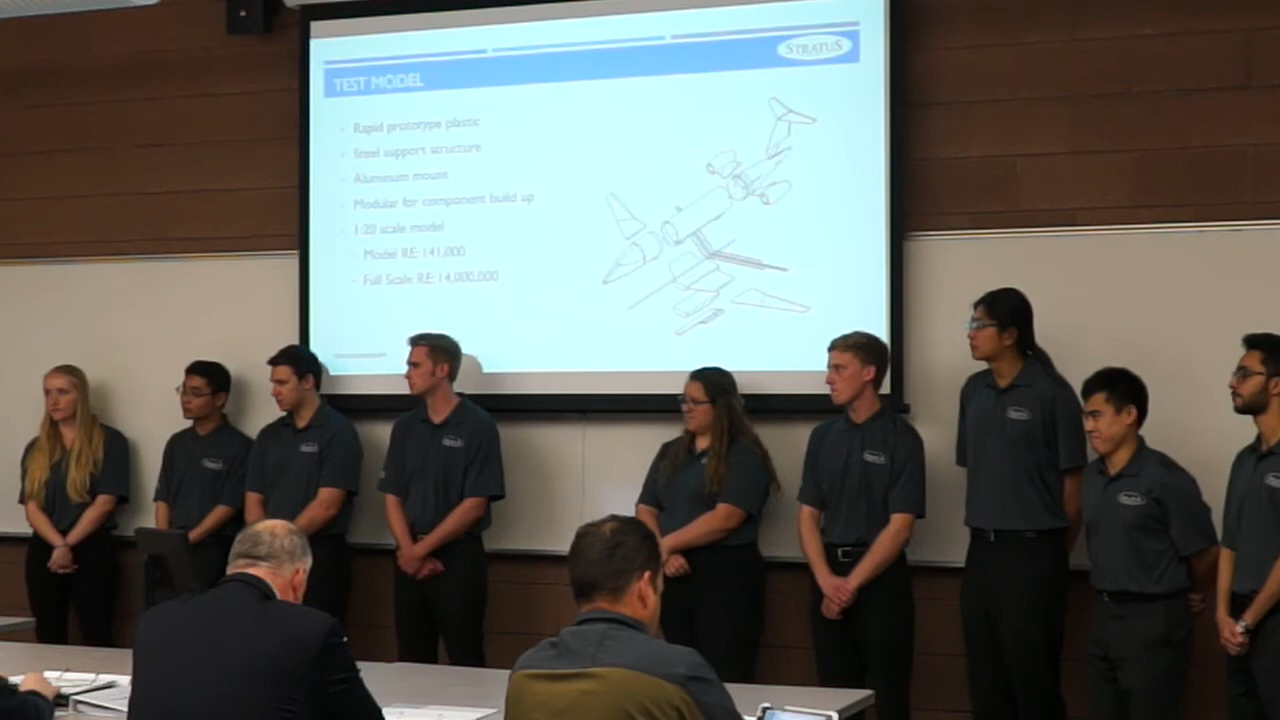 STRATUS
TEST MODEL
Rapid prototype plastic
Steel support structure
Aluminum mount
Modular for component build up
1:20 scale model
Model RE: 141,000
Full Scale RE: 14,000,000